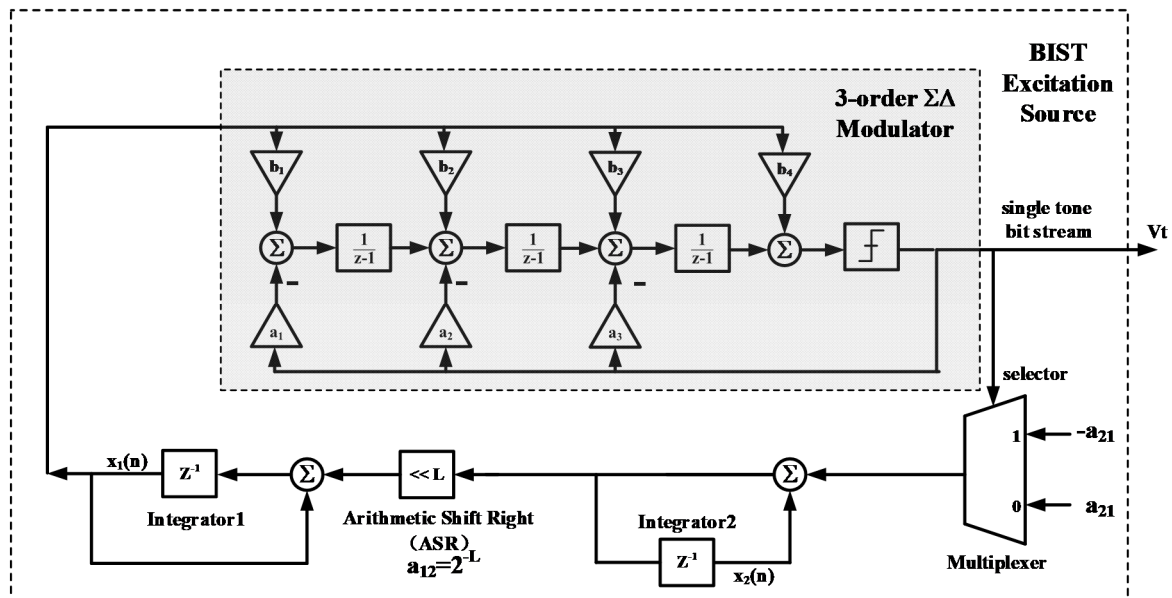 BIST
Excitation
Source
3-order ΣΔ
Modulator
b1
b2
b3
b4
Σ
1
z-1
Σ
1
z-1
Σ
1
z-1
Σ
single tone
bit stream
Vt
−
−
−
a1
a2
a3
selector
1
-a21
0
a21
Multiplexer
x1(n)
Z-1
Σ
<< L
Σ
Integrator1
Arithmetic Shift Right
（ASR）
a12=2-L
Integrator2
Z-1
x2(n)